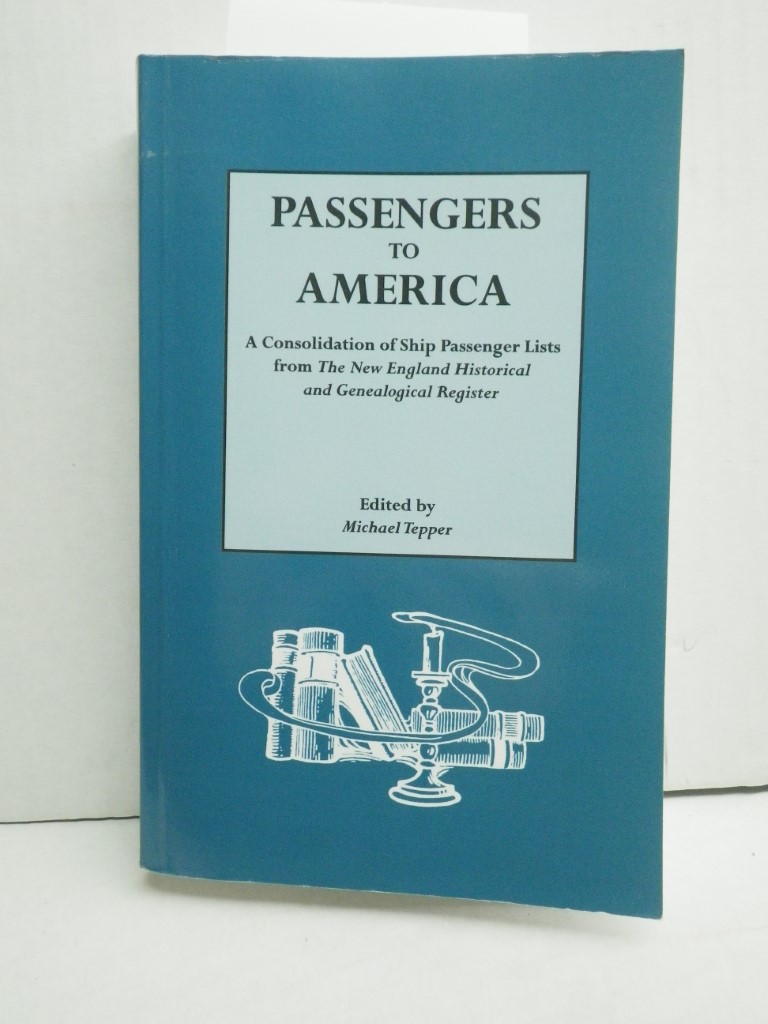 PASSENGERS
TO
AMERICA
A Consolidation of Ship Passenger Lists
from The New England Historical
and Genealogical Register
Edited by
Michael Tepper